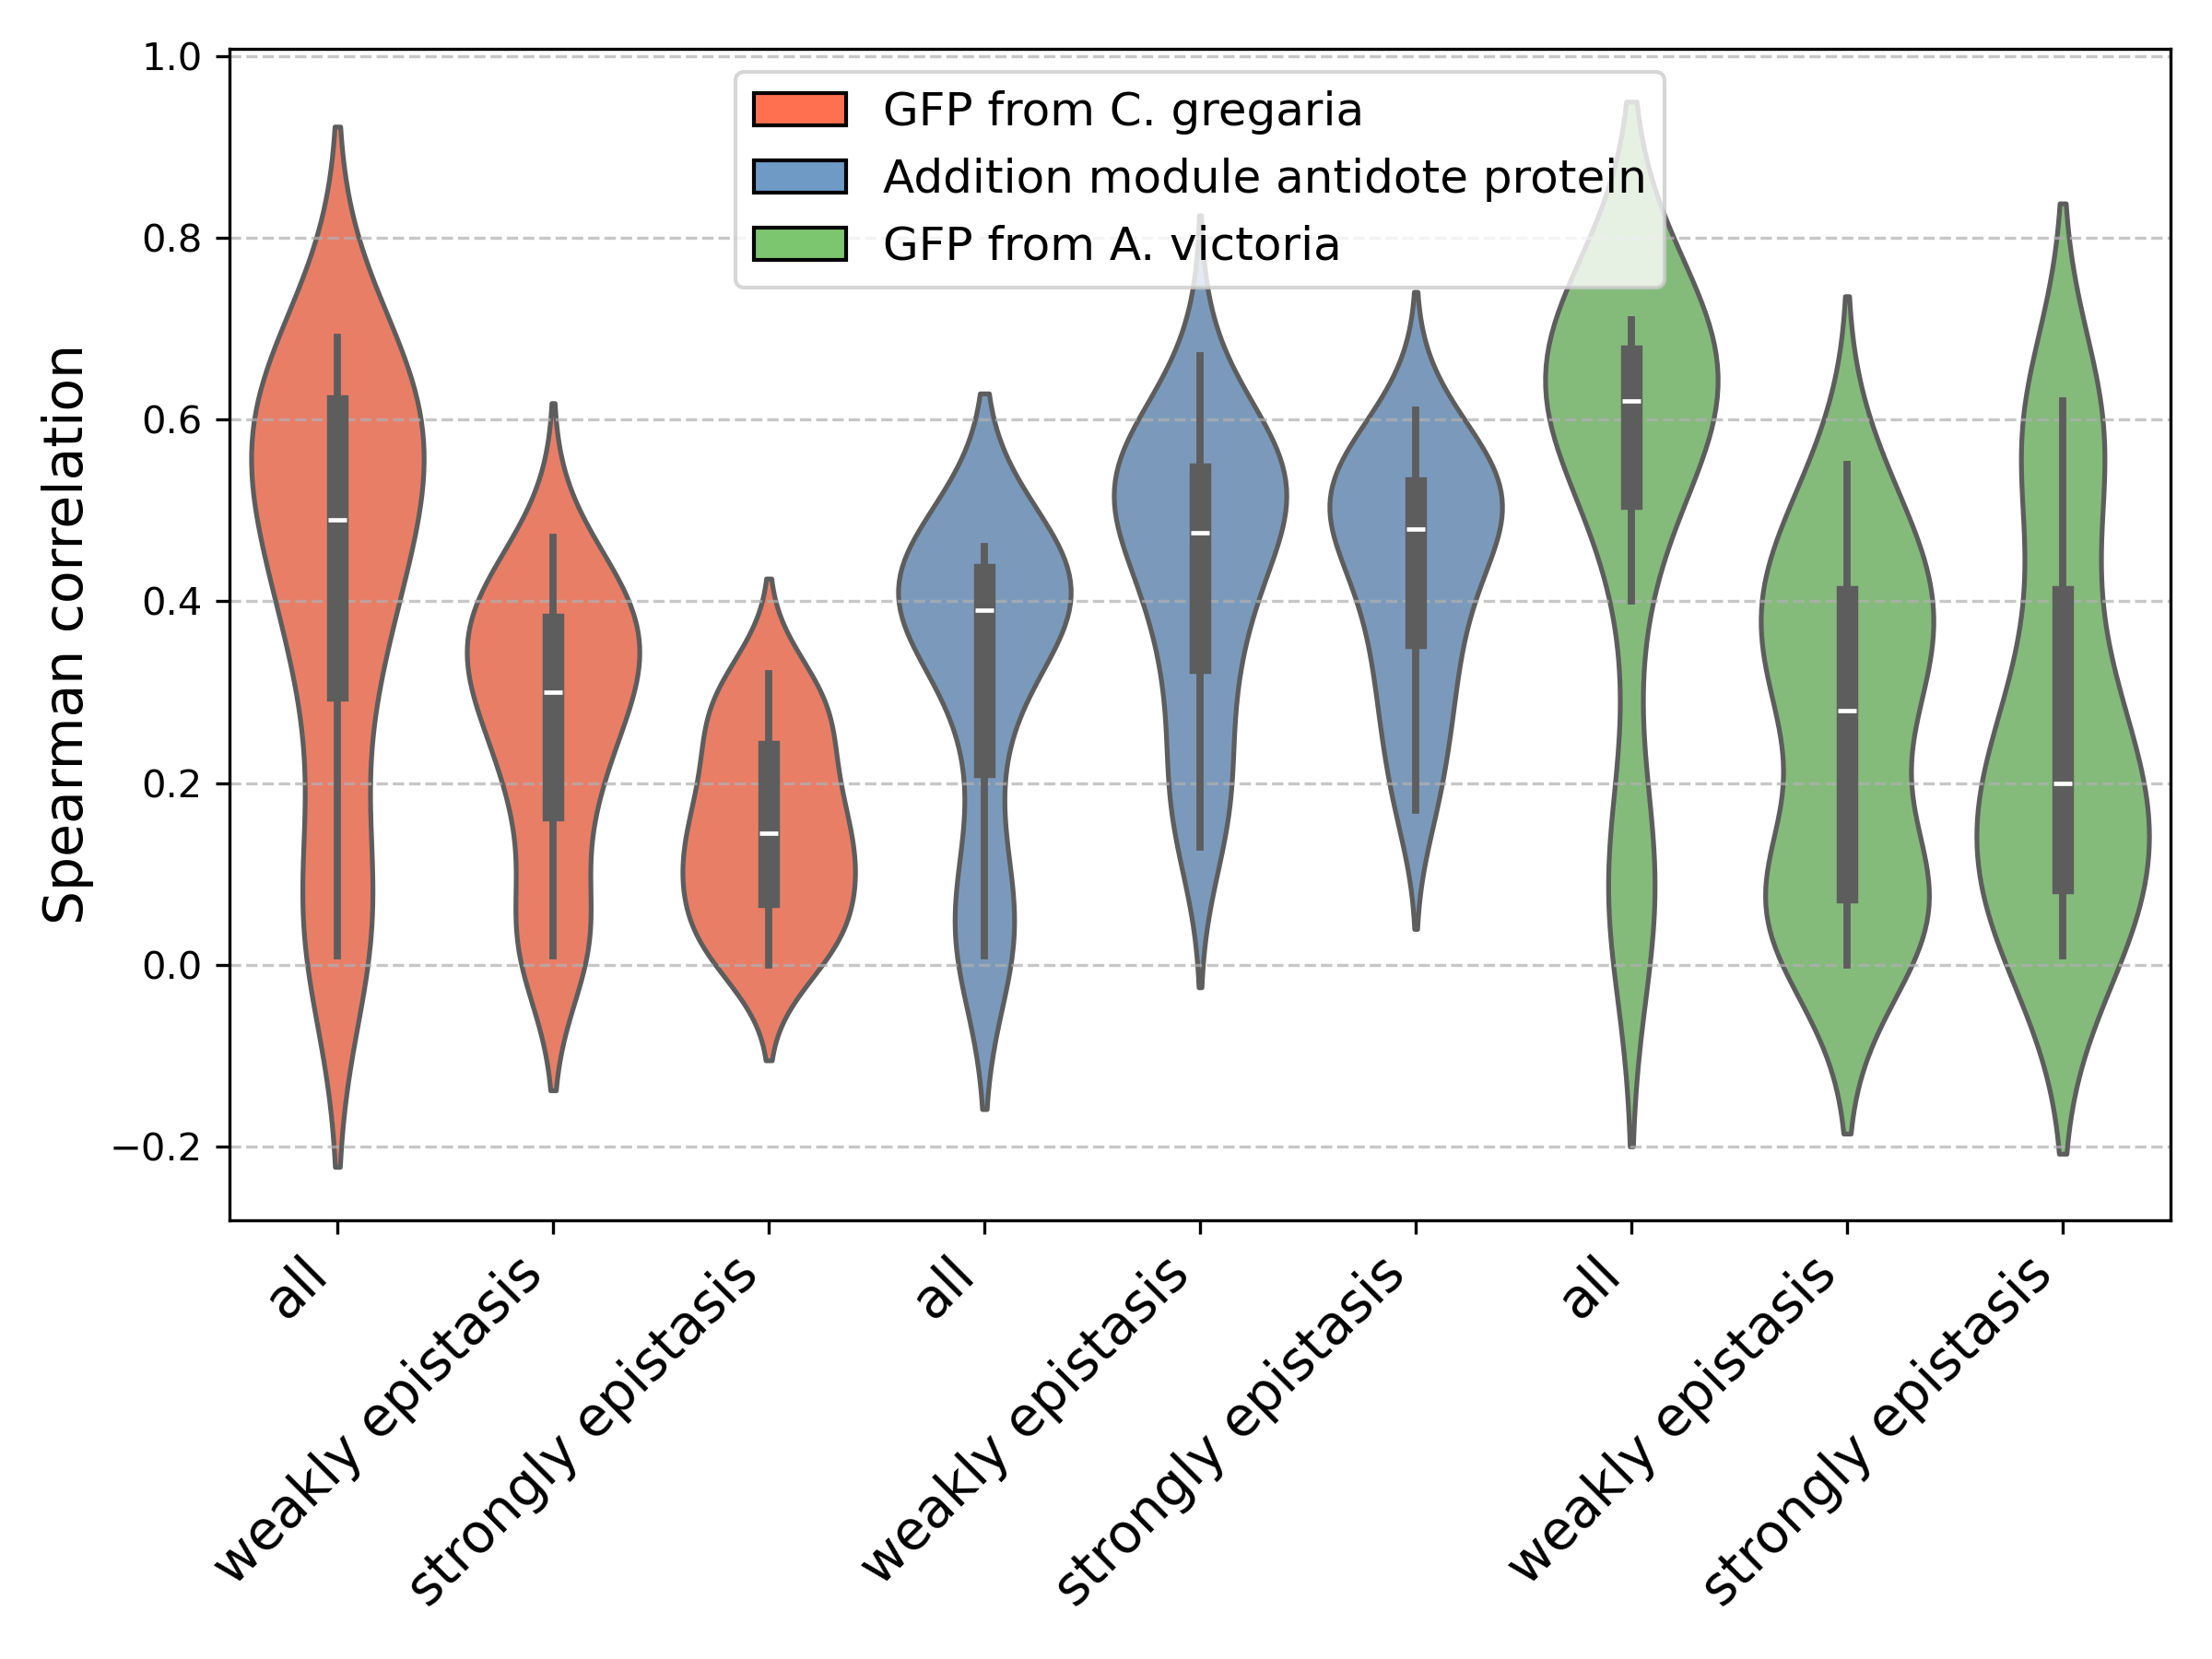 GFP from C. gregaria
Addition module antidote protein
GFP from A. victoria
Spearman correlation
1.0
0.8
0.6
0.4
0.2
0.0
−0.2
all
weakly epistasis
strongly epistasis
all
weakly epistasis
strongly epistasis
all
weakly epistasis
strongly epistasis